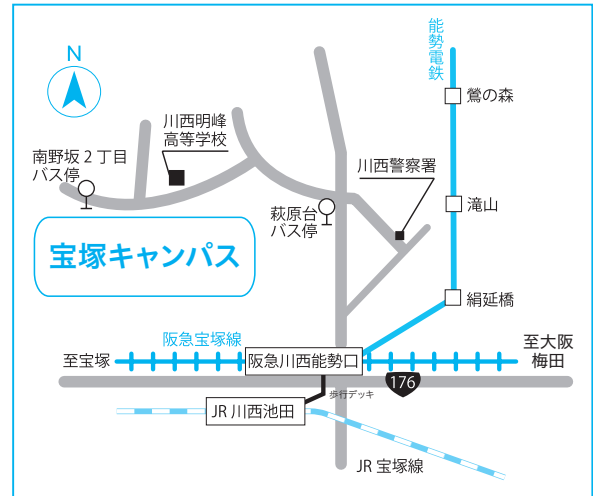 N
能勢電鉄
鶯の森
川西明峰
高等学校
南野坂2丁目
バス停
川西警察署
萩原台
バス停
滝山
宝塚キャンパス
絹延橋
阪急宝塚線
至宝塚
阪急川西能勢口
至大阪
梅田
176
歩行デッキ
JR川西池田
JR宝塚線